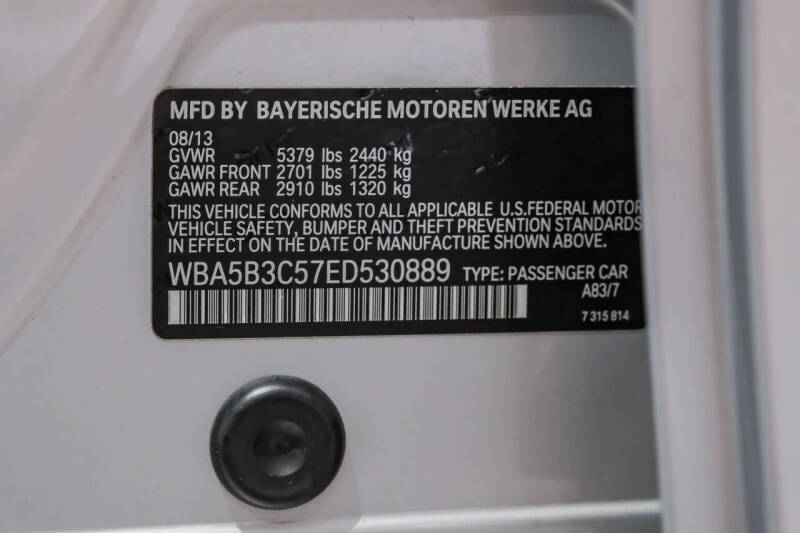 MFD BY BAYERISCHE MOTOREN WERKE AG
08/13
GVWR 5379 lbs 2440 kg
GAWR FRONT 2701 lbs 1225 kg
GAWR REAR 2910 lbs 1320 kg
THIS VEHICLE CONFORMS TO ALL APPLICABLE U.S.FEDERAL MOTOR
VEHICLE SAFETY, BUMPER AND THEFT PREVENTION STANDARDS
IN EFFECT ON THE DATE OF MANUFACTURE SHOWN ABOVE.
WBA5B3C57ED530889 TYPE: PASSENGER CAR
A83/7
7 315 814